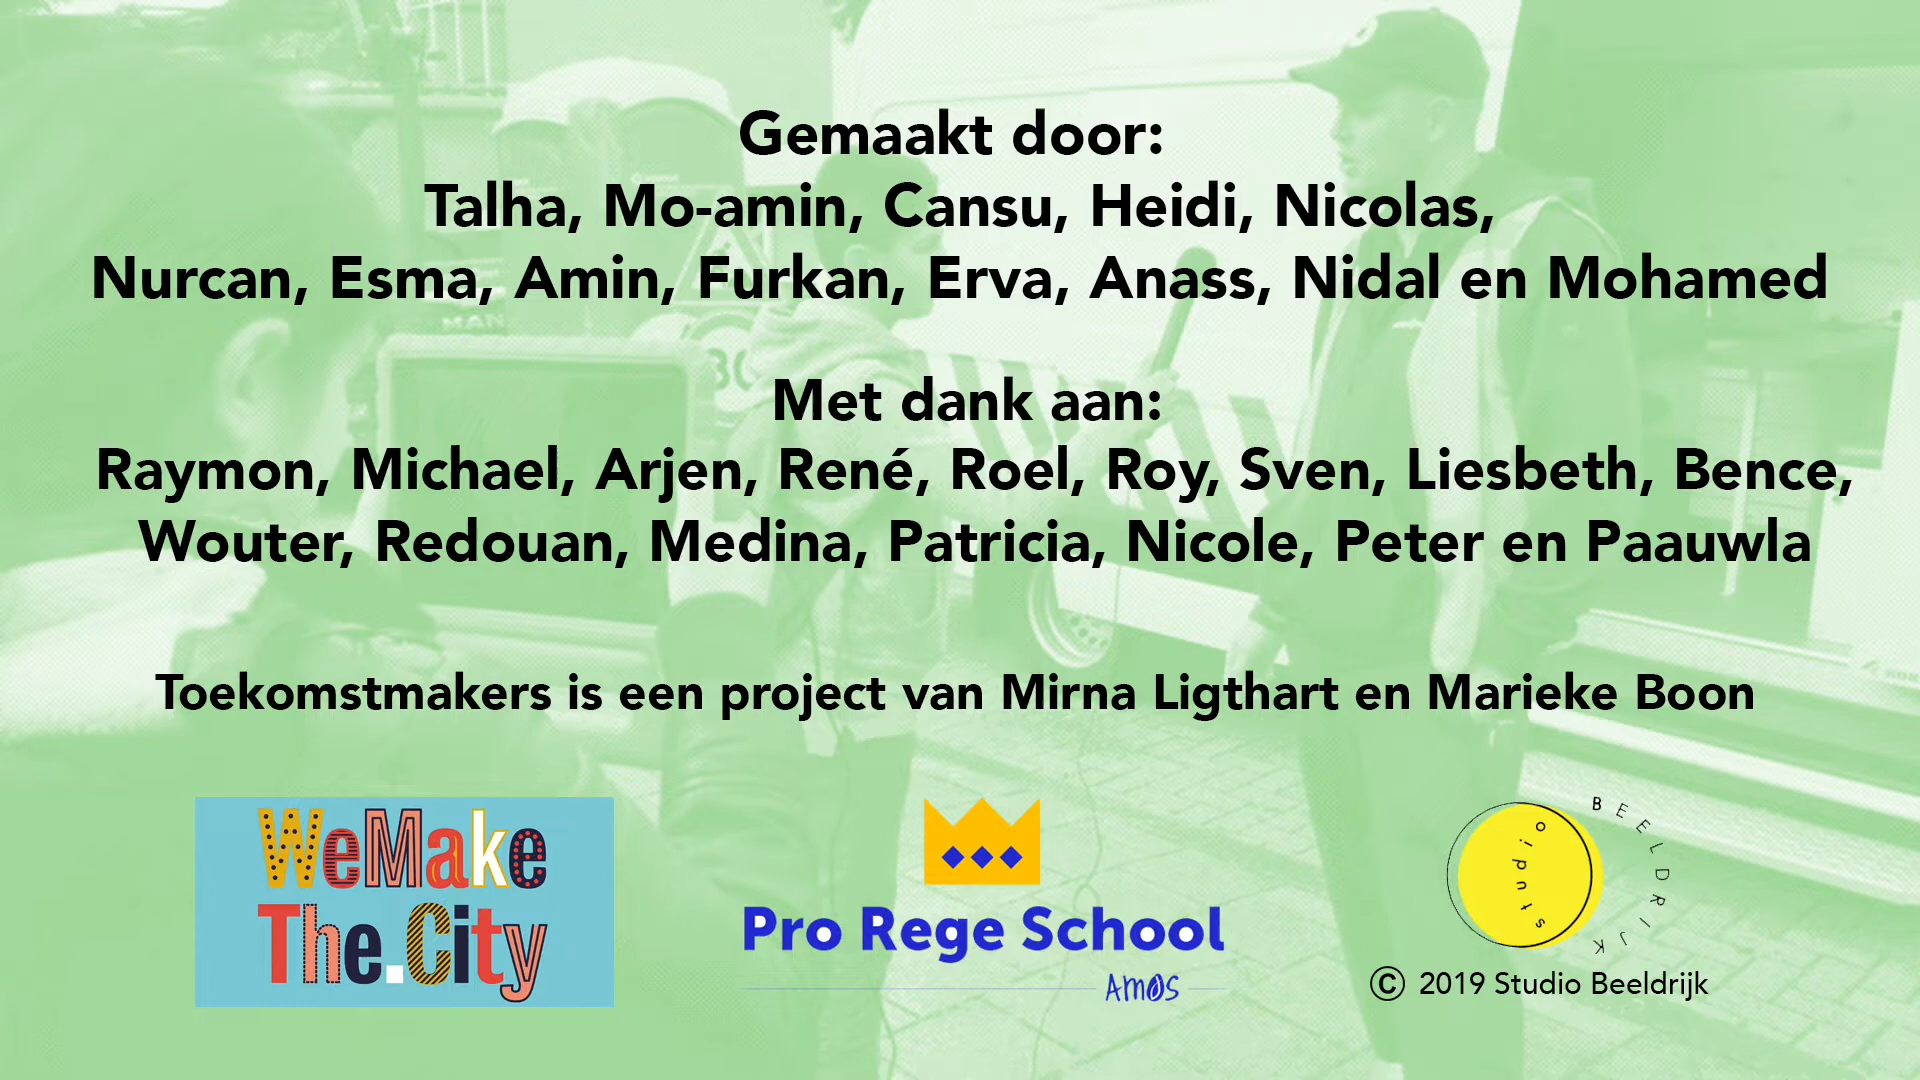 Gemaakt door:
Talha, Mo-amin, Cansu, Heidi, Nicolas,
Nurcan, Esma, Amin, Furkan, Erva, Anass, Nidal en Mohamed
MAN
Met dank aan:
Raymon, Michael, Arjen, René, Roel, Roy, Sven, Liesbeth, Bence,
Wouter, Redouan, Medina, Patricia, Nicole, Peter en Paauwla
Toekomstmakers is een project van Mirna Ligthart en Marieke Boon
WeMake
The.City
Pro Rege School
AMOS
studio
BEELDRIJK
© 2019 Studio Beeldrijk